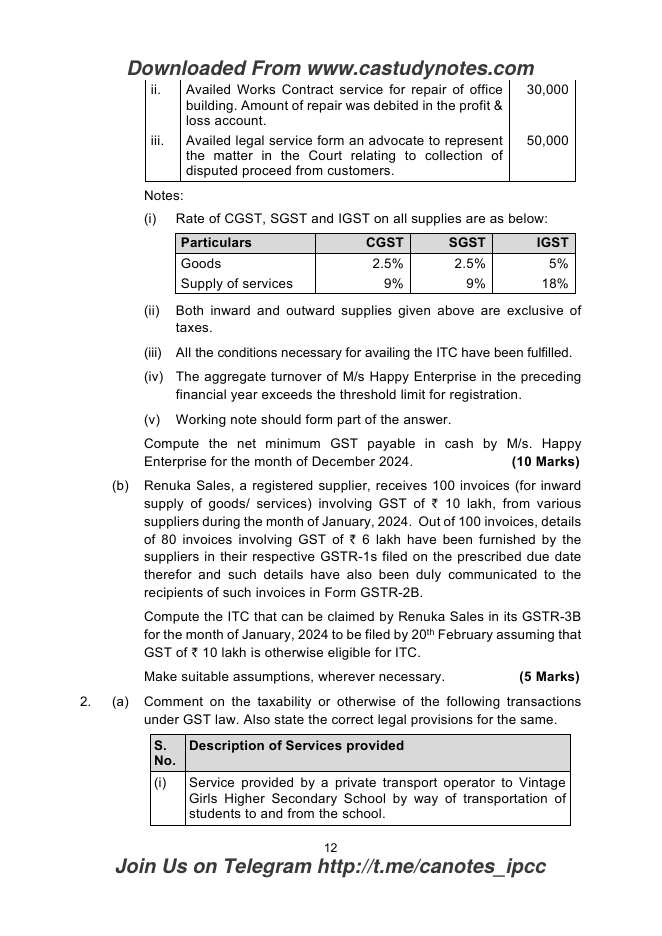 Downloaded From www.castudynotes.com
ii. Availed Works Contract service for repair of office 30,000
building. Amount of repair was debited in the profit &
loss account.
iii. Availed legal service form an advocate to represent 50,000
the matter in the Court relating to collection of
disputed proceed from customers.
Notes:
(i) Rate of CGST, SGST and IGST on all supplies are as below:
Particulars CGST SGST IGST
Goods 2.5% 2.5% 5%
Supply of services 9% 9% 18%
(ii) Both inward and outward supplies given above are exclusive of
taxes.
(iii) All the conditions necessary for availing the ITC have been fulfilled.
(iv) The aggregate turnover of M/s Happy Enterprise in the preceding
financial year exceeds the threshold limit for registration.
(v) Working note should form part of the answer.
Compute the net minimum GST payable in cash by M/s. Happy
Enterprise for the month of December 2024. (10 Marks)
(b) Renuka Sales, a registered supplier, receives 100 invoices (for inward
supply of goods/ services) involving GST of ₹ 10 lakh, from various
suppliers during the month of January, 2024. Out of 100 invoices, details
of 80 invoices involving GST of ₹ 6 lakh have been furnished by the
suppliers in their respective GSTR-1s filed on the prescribed due date
therefor and such details have also been duly communicated to the
recipients of such invoices in Form GSTR-2B.
Compute the ITC that can be claimed by Renuka Sales in its GSTR-3B
for the month of January, 2024 to be filed by 20th February assuming that
GST of ₹ 10 lakh is otherwise eligible for ITC.
Make suitable assumptions, wherever necessary. (5 Marks)
2. (a) Comment on the taxability or otherwise of the following transactions
under GST law. Also state the correct legal provisions for the same.
S. Description of Services provided
No.
(i) Service provided by a private transport operator to Vintage
Girls Higher Secondary School by way of transportation of
students to and from the school.
12
Join Us on Telegram http://t.me/canotes_ipcc